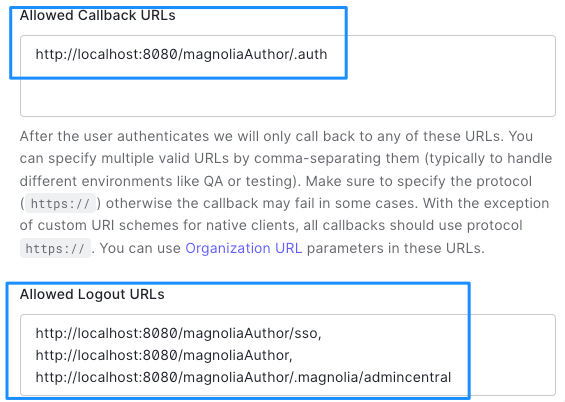 Allowed Callback URLs
http://localhost:8080/magnoliaAuthor/.auth
After the user authenticates we will only call back to any of these URLs. You
can specify multiple valid URLs by comma-separating them (typically to handle
different environments like QA or testing). Make sure to specify the protocol
( https:// ) otherwise the callback may fail in some cases. With the exception
of custom URI schemes for native clients, all callbacks should use protocol
https:// . You can use Organization URL parameters in these URLs.
Allowed Logout URLs
http://localhost:8080/magnoliaAuthor/sso,
http://localhost:8080/magnoliaAuthor,
http://localhost:8080/magnoliaAuthor/.magnolia/admincentral